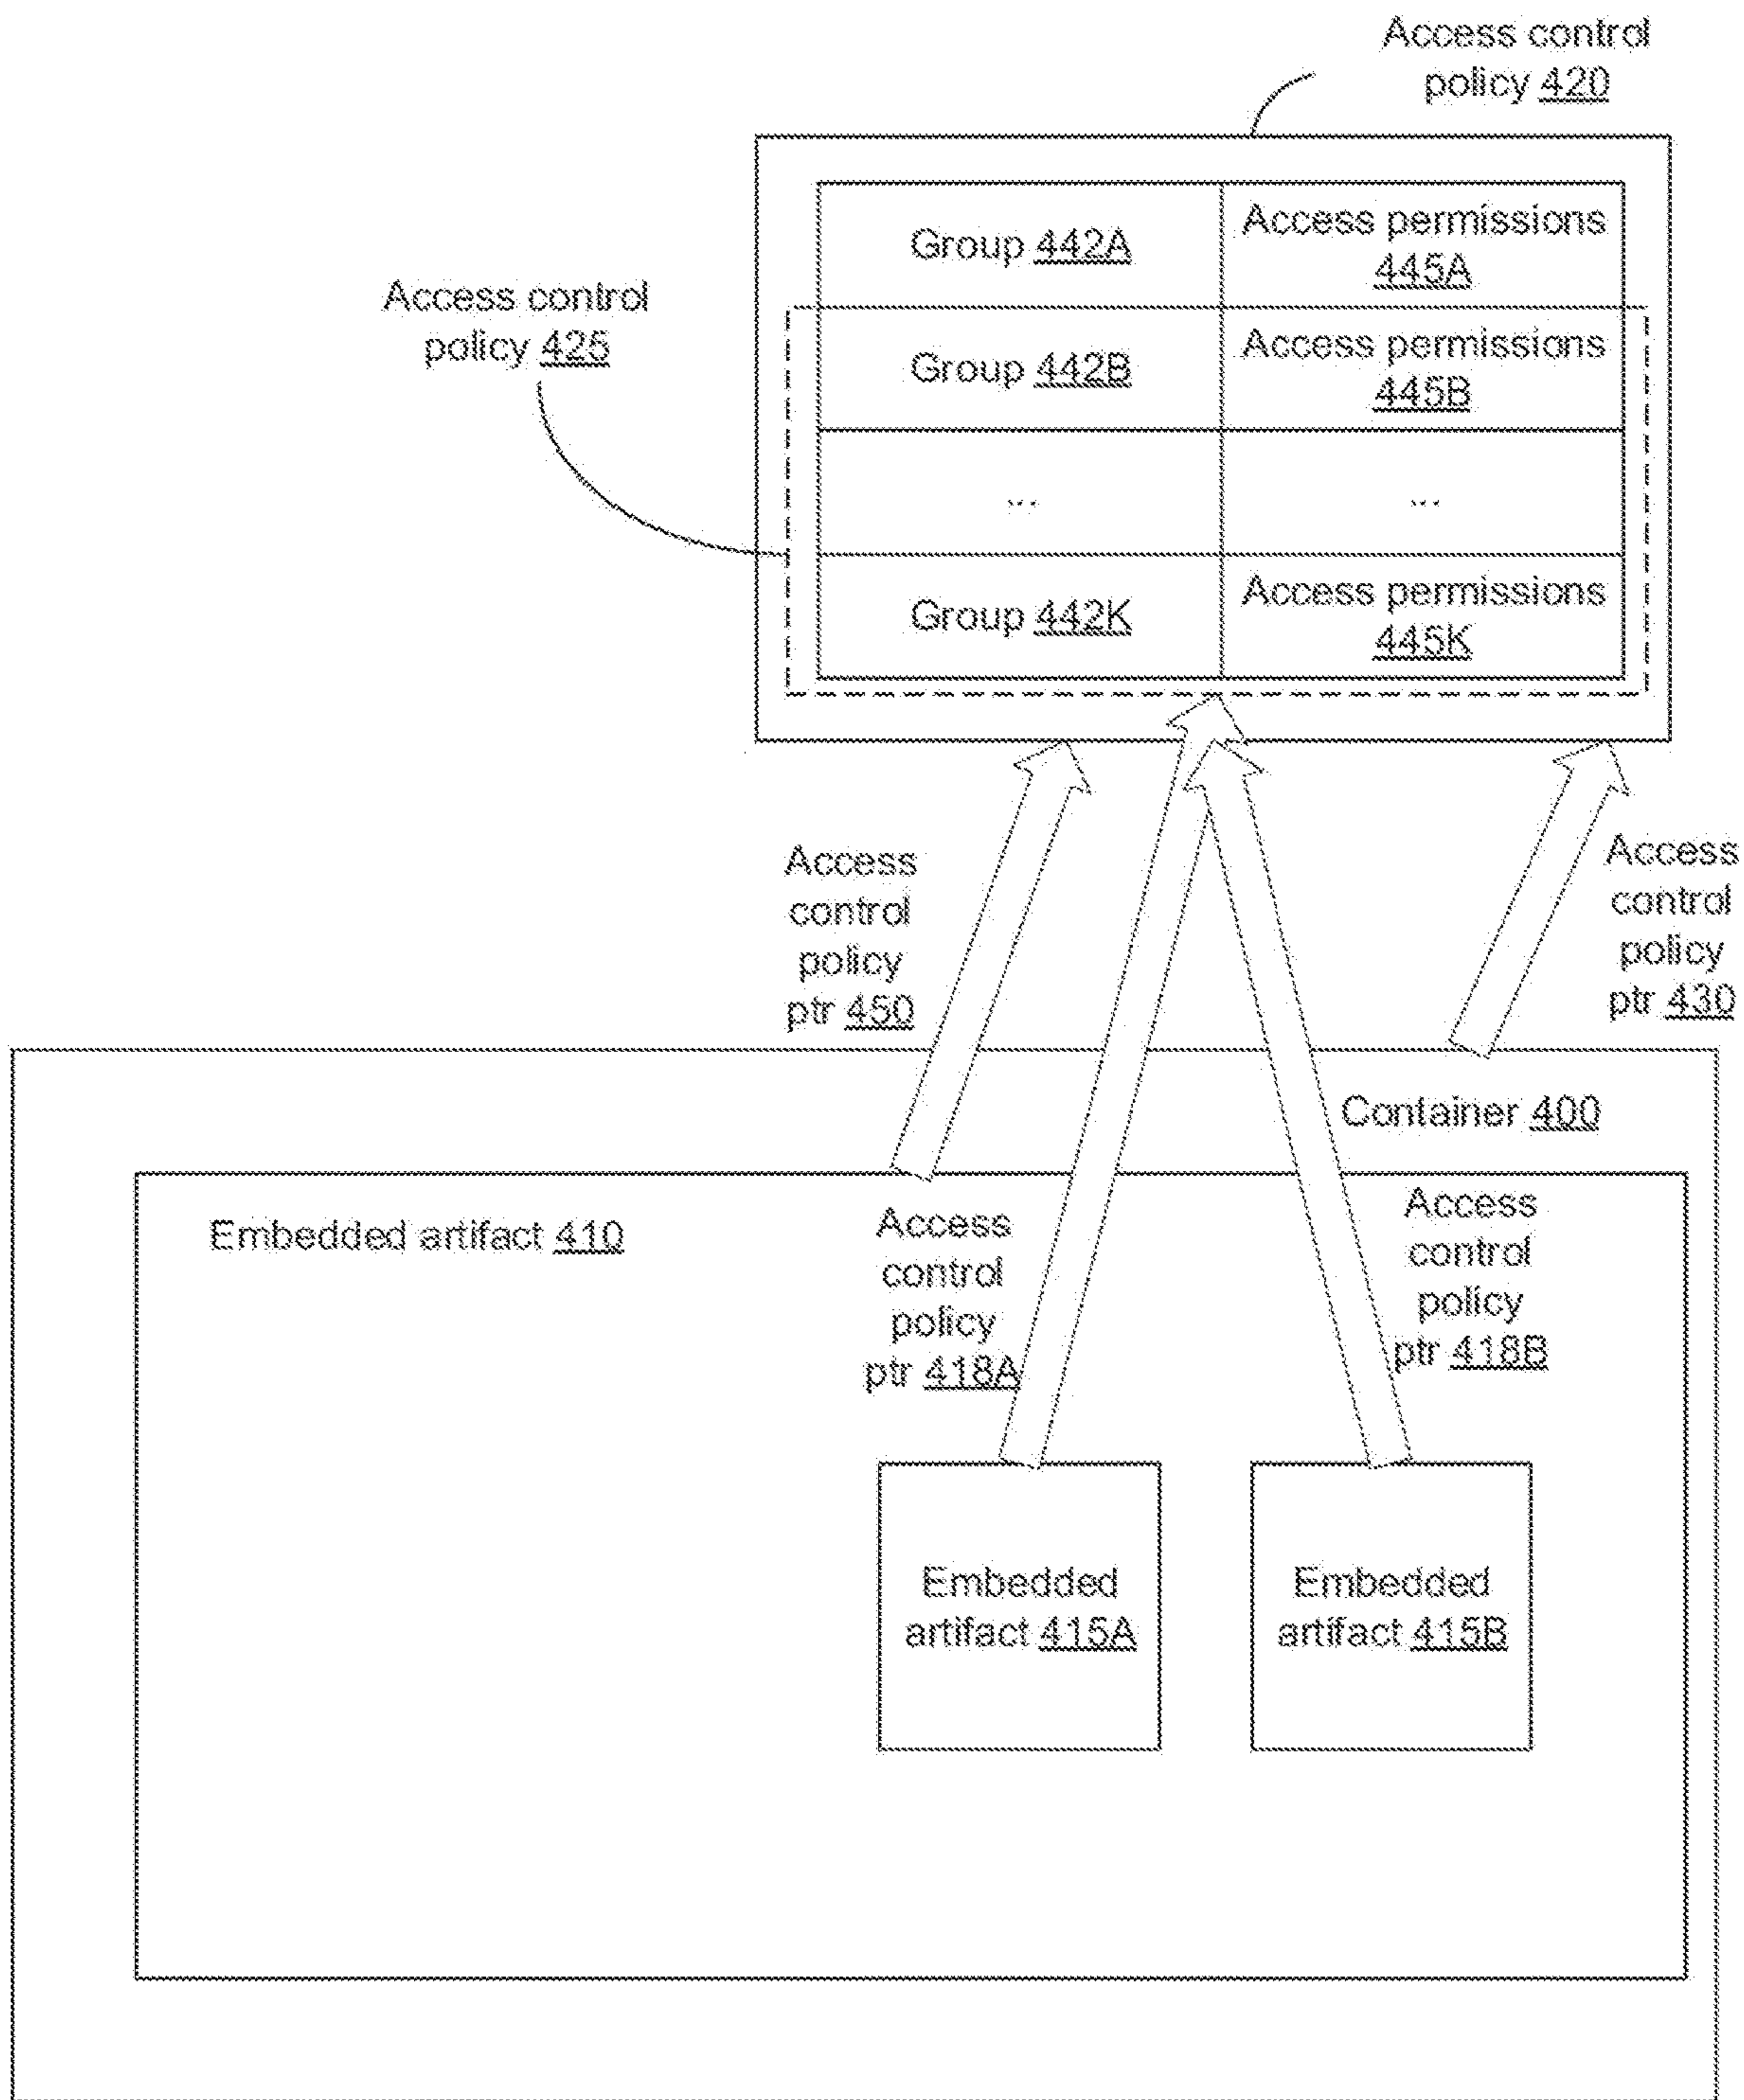 Access control
policy 420
Access control
policy 425
Group 442A
Access permissions
445A
Group 442B
Access permissions
445B
...
...
Group 442K
Access permissions
445K
Access
control
policy
ptr 450
Access
control
policy
ptr 430
Container 400
Embedded artifact 410
Access
control
policy
ptr 418A
Access
control
policy
ptr 418B
Embedded
artifact 415A
Embedded
artifact 415B